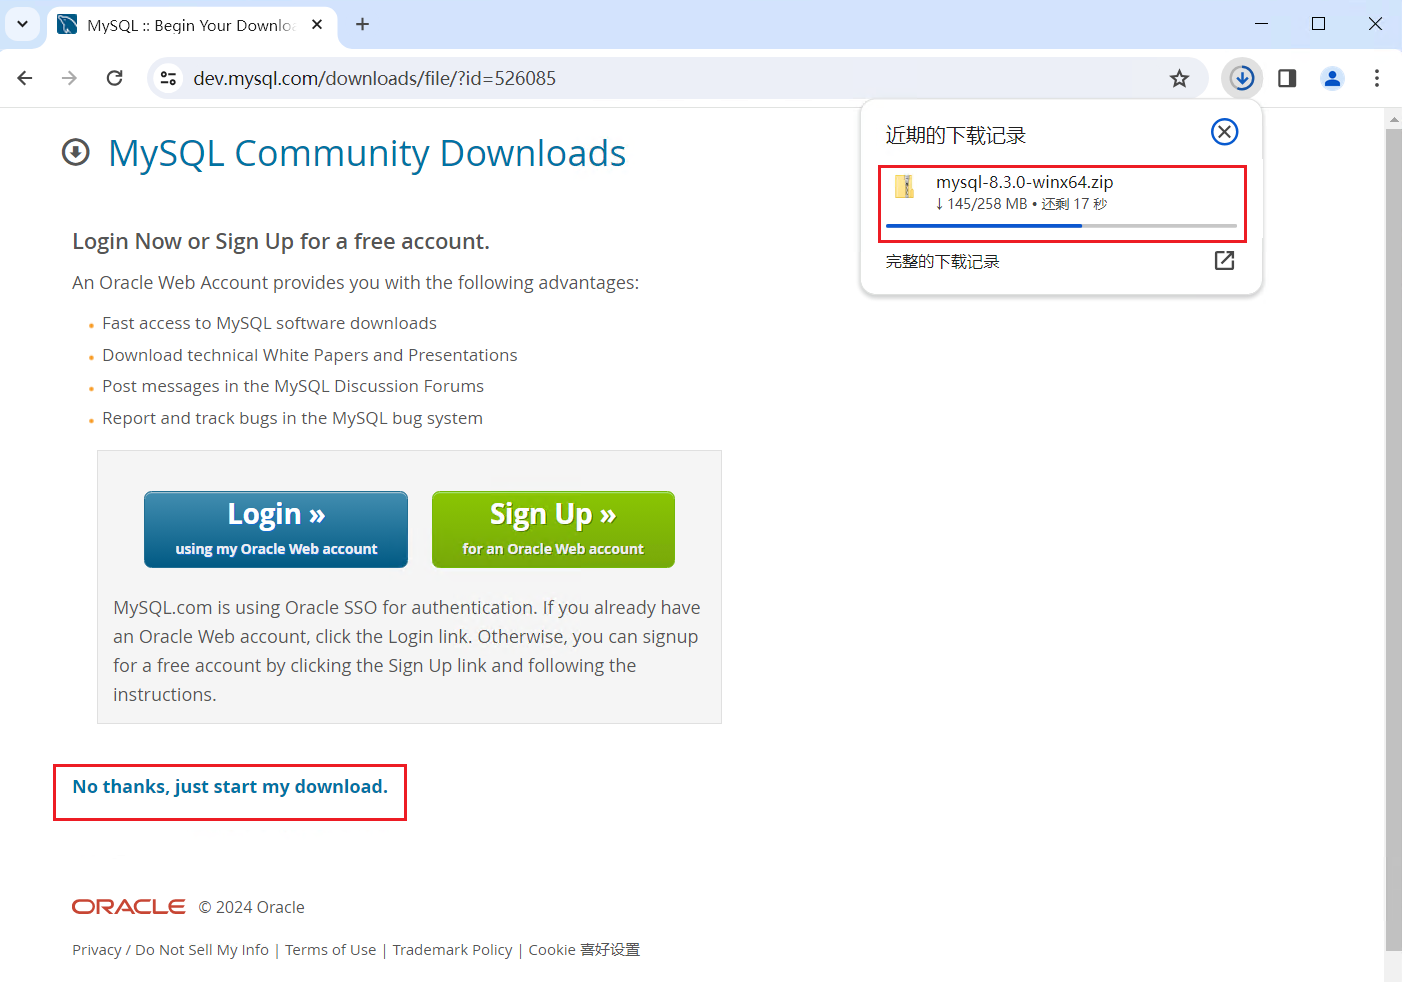 MySQL :: Begin Your Downlo
dev.mysql.com/downloads/file/?id=526085
近期的下载记录
mysql-8.3.0-winx64.zip
↓ 145/258 MB • 还剩 17 秒
完整的下载记录
MySQL Community Downloads
Login Now or Sign Up for a free account.
An Oracle Web Account provides you with the following advantages:
Fast access to MySQL software downloads
Download technical White Papers and Presentations
Post messages in the MySQL Discussion Forums
Report and track bugs in the MySQL bug system
Login »
using my Oracle Web account
Sign Up »
for an Oracle Web account
MySQL.com is using Oracle SSO for authentication. If you already have
an Oracle Web account, click the Login link. Otherwise, you can signup
for a free account by clicking the Sign Up link and following the
instructions.
No thanks, just start my download.
ORACLE © 2024 Oracle
Privacy / Do Not Sell My Info | Terms of Use | Trademark Policy | Cookie 喜好设置